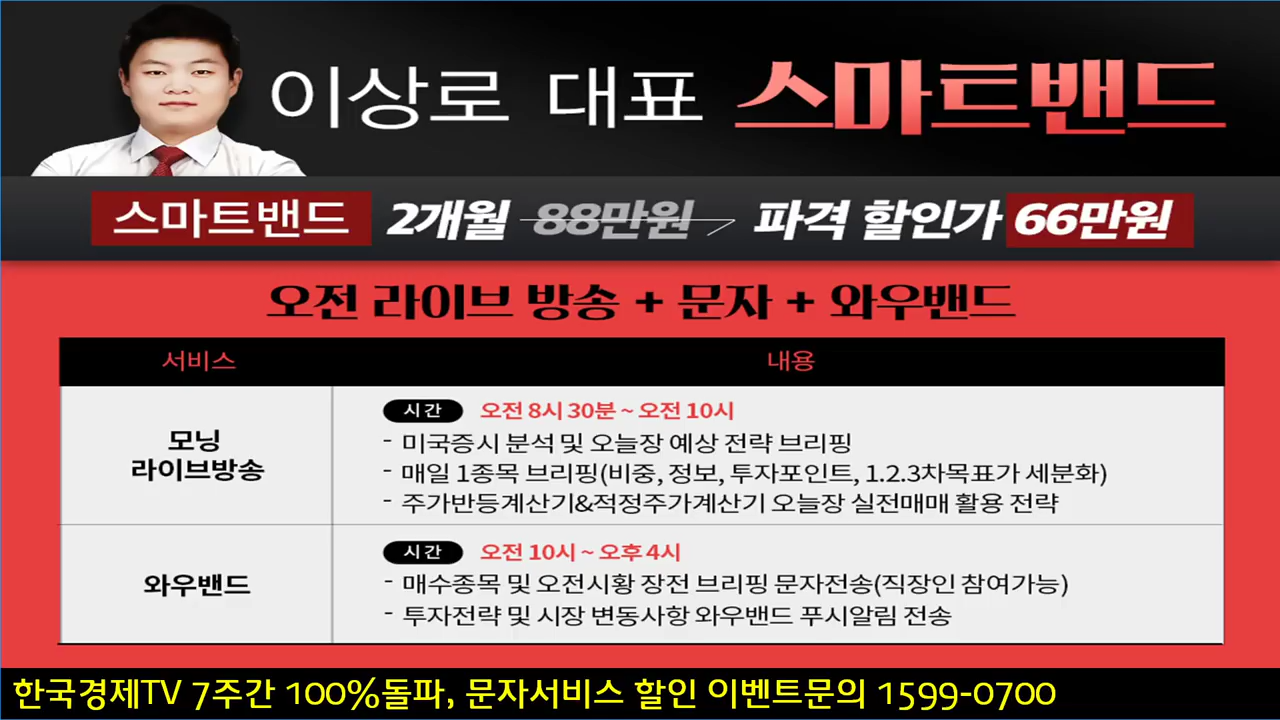 이상로 대표 스마트밴드
스마트밴드 2개월 88만원 파격 할인가 66만원
오전 라이브 방송 + 문자 + 와우밴드
서비스 내용
모닝
라이브방송
시간 오전 8시 30분 ~ 오전 10시
- 미국증시 분석 및 오늘장 예상 전략 브리핑
- 매일 1종목 브리핑(비중, 정보, 투자포인트, 1.2.3차목표가 세분화)
- 주가반등계산기&적정주가계산기 오늘장 실전매매 활용 전략
와우밴드
시간 오전 10시 ~ 오후 4시
- 매수종목 및 오전시황 장전 브리핑 문자전송(직장인 참여가능)
- 투자전략 및 시장 변동사항 와우밴드 푸시알림 전송
한국경제TV 7주간 100%돌파, 문자서비스 할인 이벤트문의 1599-0700